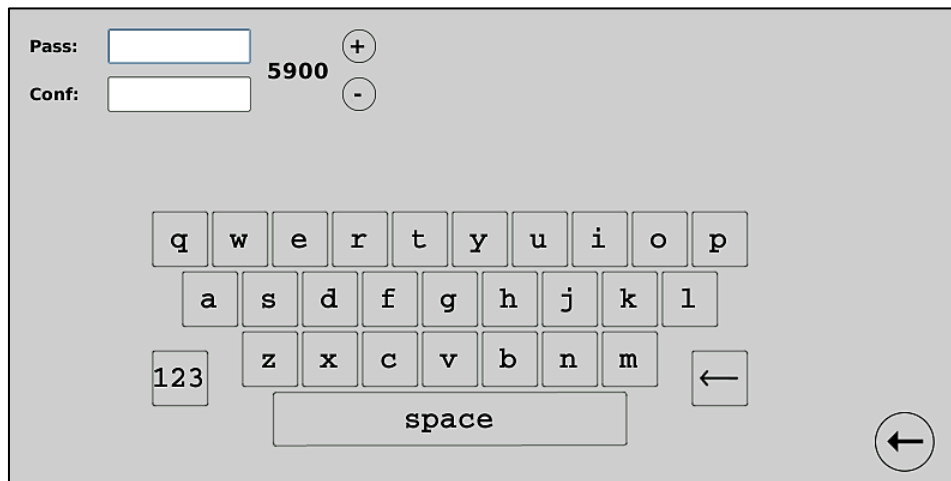 Pass:
5900
+
Conf:
-
q w e r t y u i o p
a s d f g h j k l
z x c v b n m
123
←
space
←